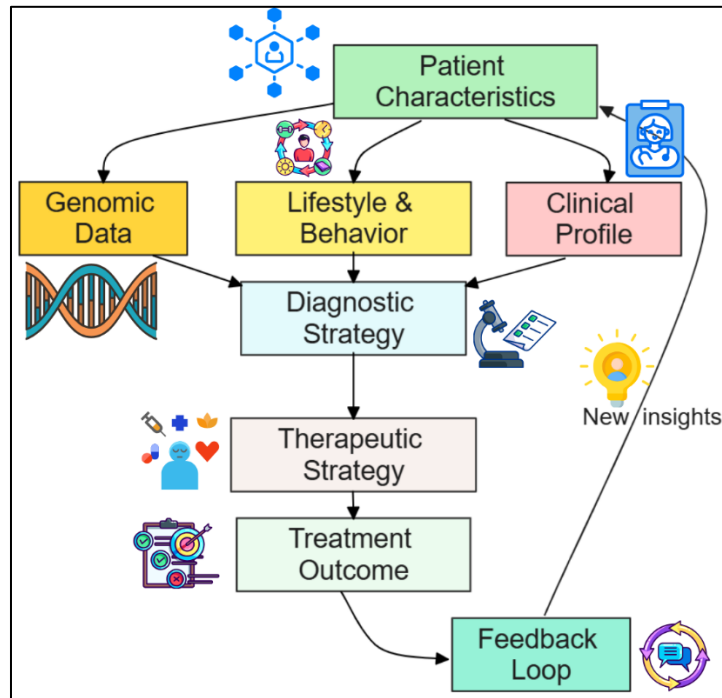 Patient
Characteristics
Genomic
Data
Lifestyle &
Behavior
Clinical
Profile
Diagnostic
Strategy
New insights
Therapeutic
Strategy
Treatment
Outcome
Feedback
Loop